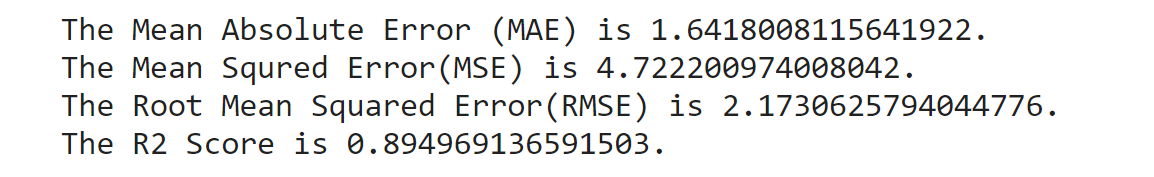 The Mean Absolute Error (MAE) is 1.6418008115641922.
The Mean Squred Error(MSE) is 4.722200974008042.
The Root Mean Squared Error(RMSE) is 2.1730625794044776.
The R2 Score is 0.894969136591503.